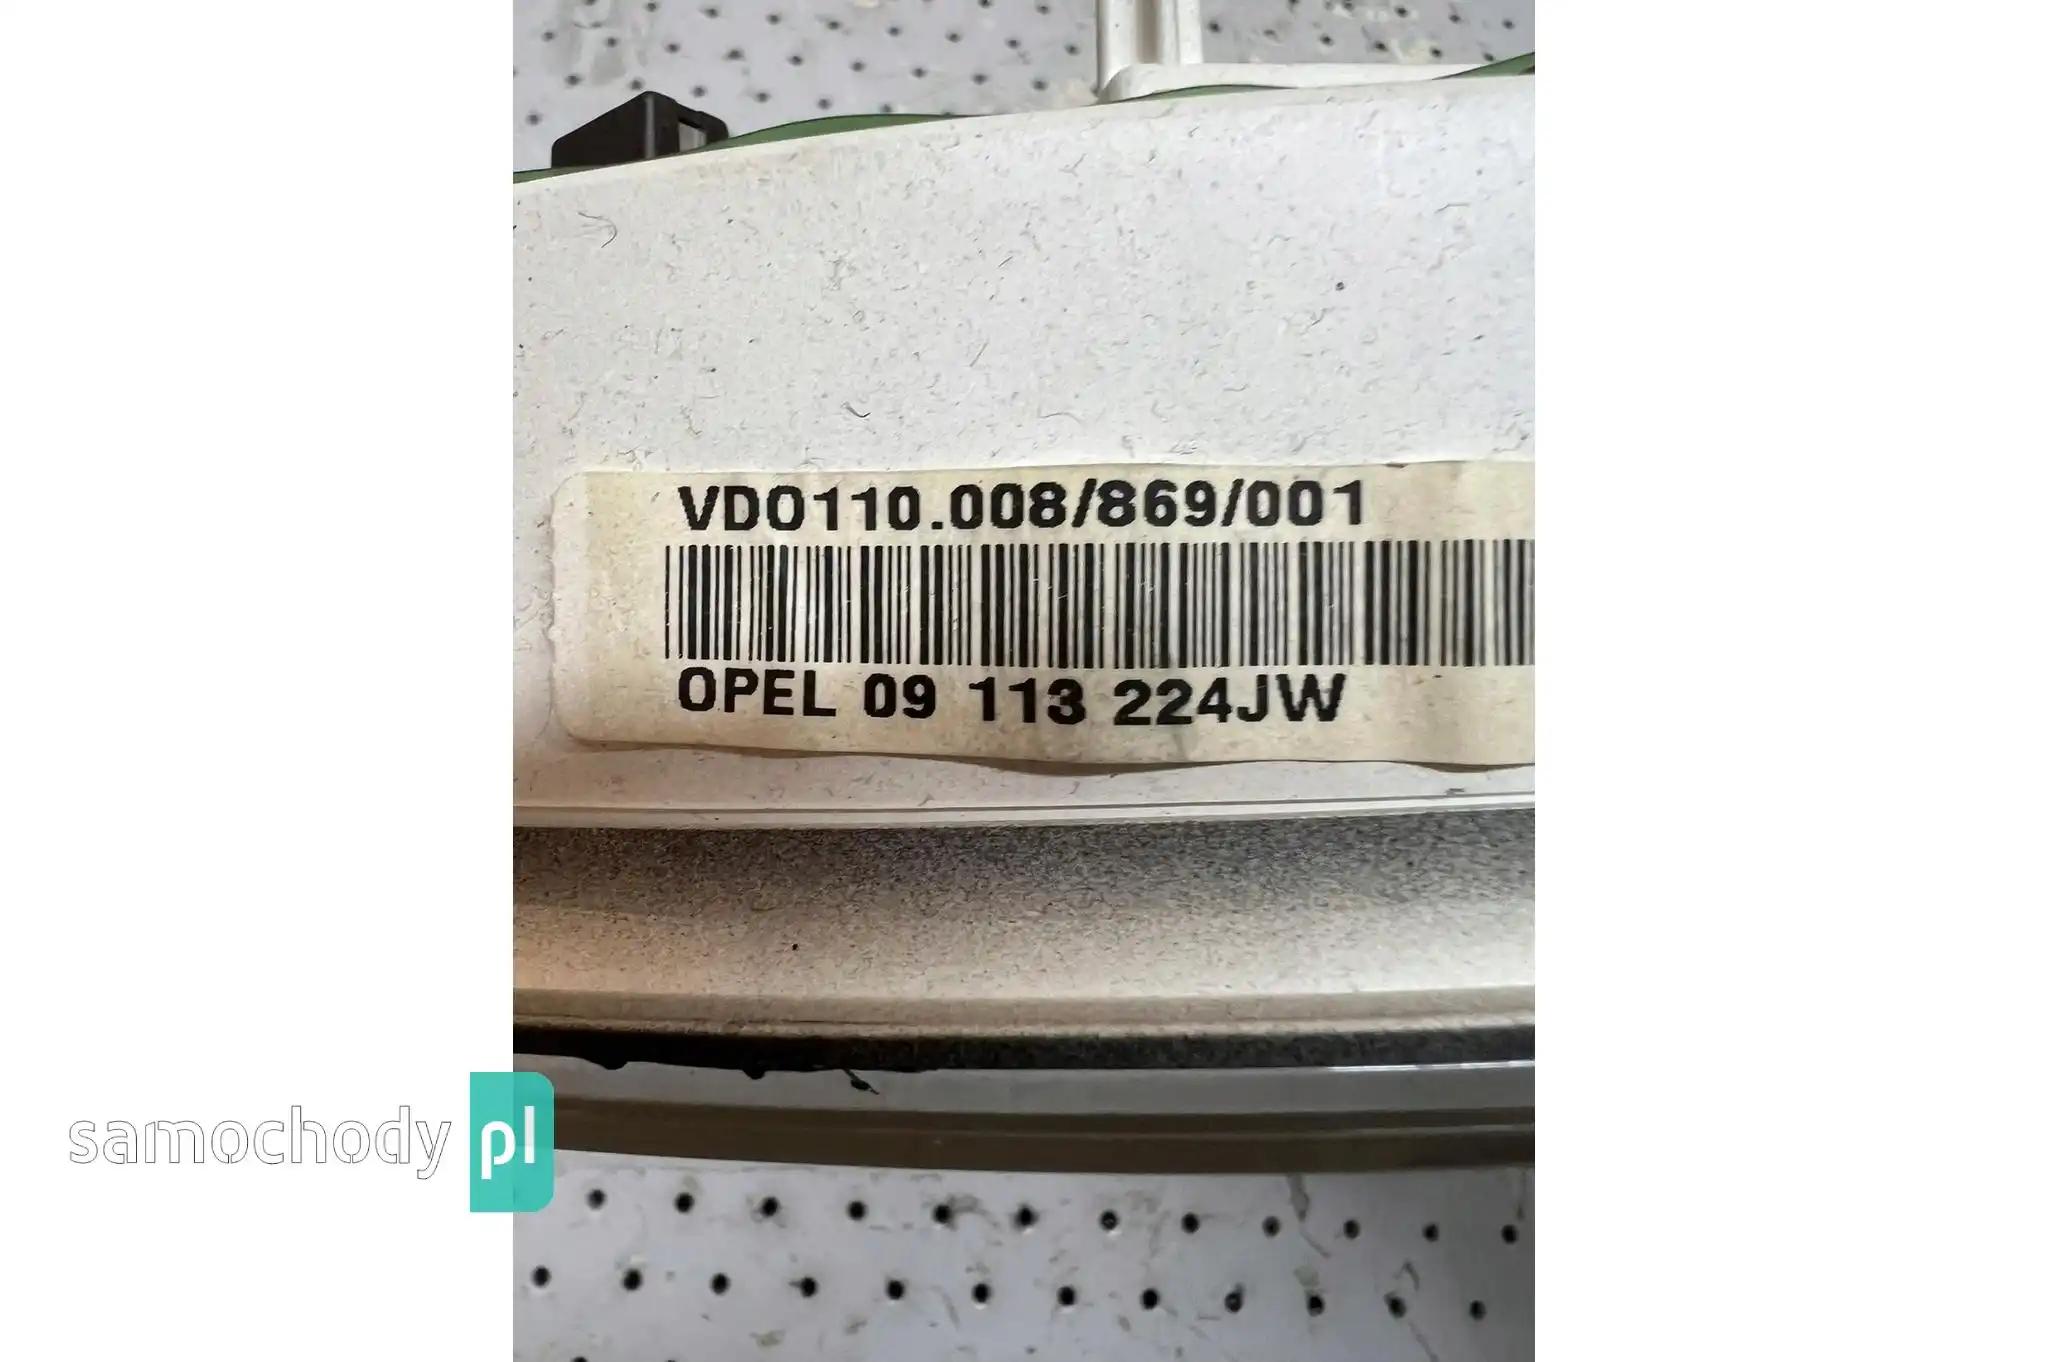 VDO110.008/869/001
OPEL 09 113 224JW
samochody pl